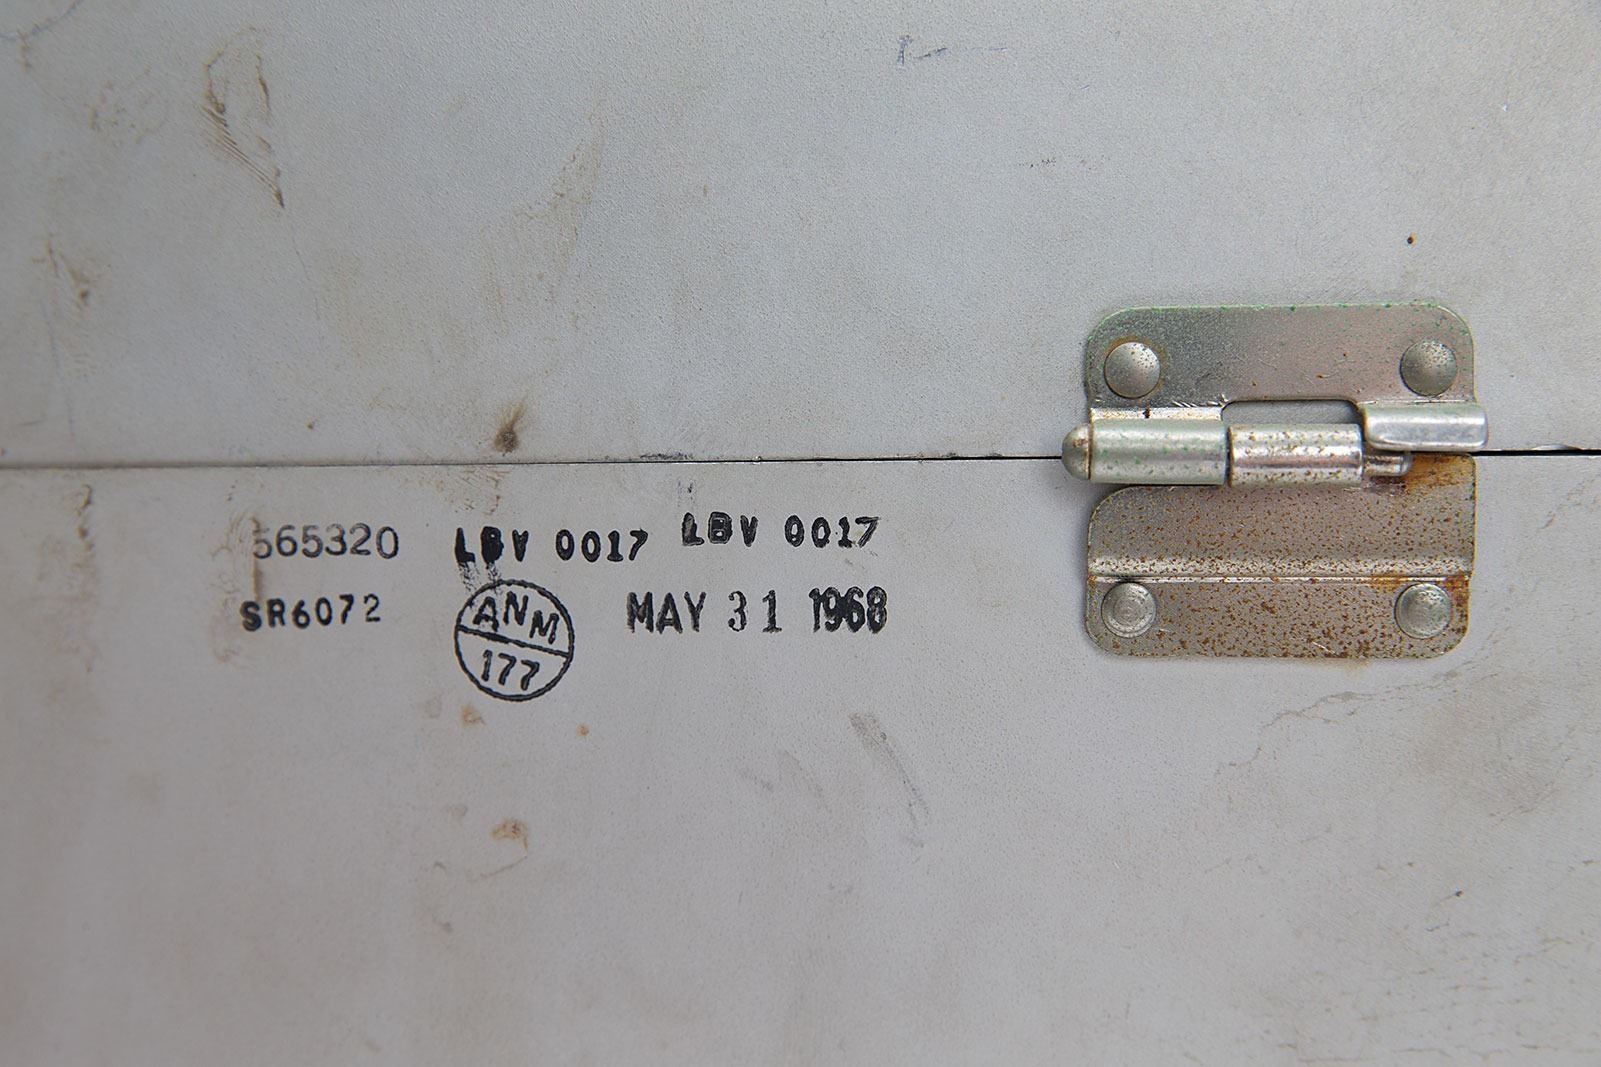 565320 LBV 0017 LBV 0017
SR6072 ANM MAY 31 1968
177